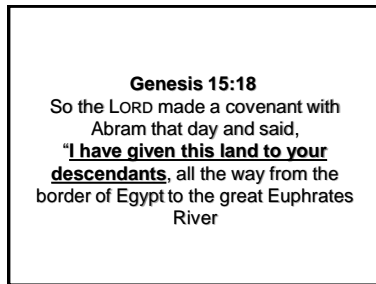 Genesis 15:18
So the LORD made a covenant with
Abram that day and said,
“I have given this land to your
descendants, all the way from the
border of Egypt to the great Euphrates
River